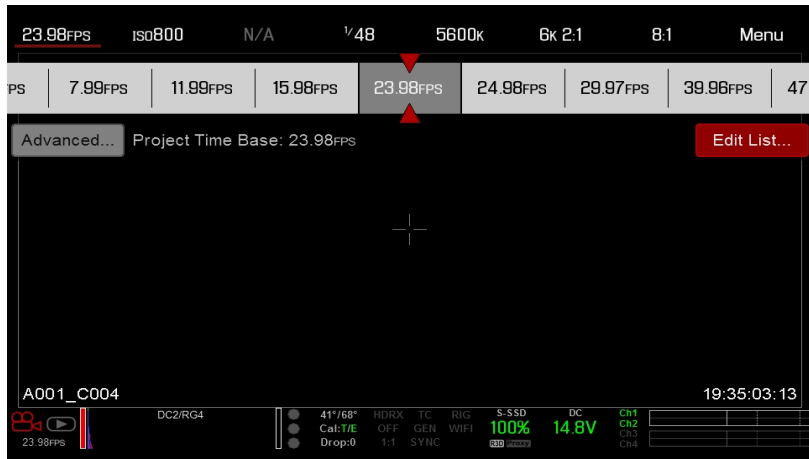 23.98FPS ISO800 N/A 1/48 5600K 6K 2:1 8:1 Menu
PS 7.99FPS 11.99FPS 15.98FPS 23.98FPS 24.98FPS 29.97FPS 39.96FPS 47
Advanced... Project Time Base: 23.98FPS Edit List...
A001_C004 19:35:03:13
DC2/RG4 41°/68° HDRX TC RIG S-SSD DC Ch1
Cal:T/E OFF GEN WIFI 100% 14.8V Ch2
Ch3
23.98FPS Drop:0 1:1 SYNC R3D Proxy Ch4